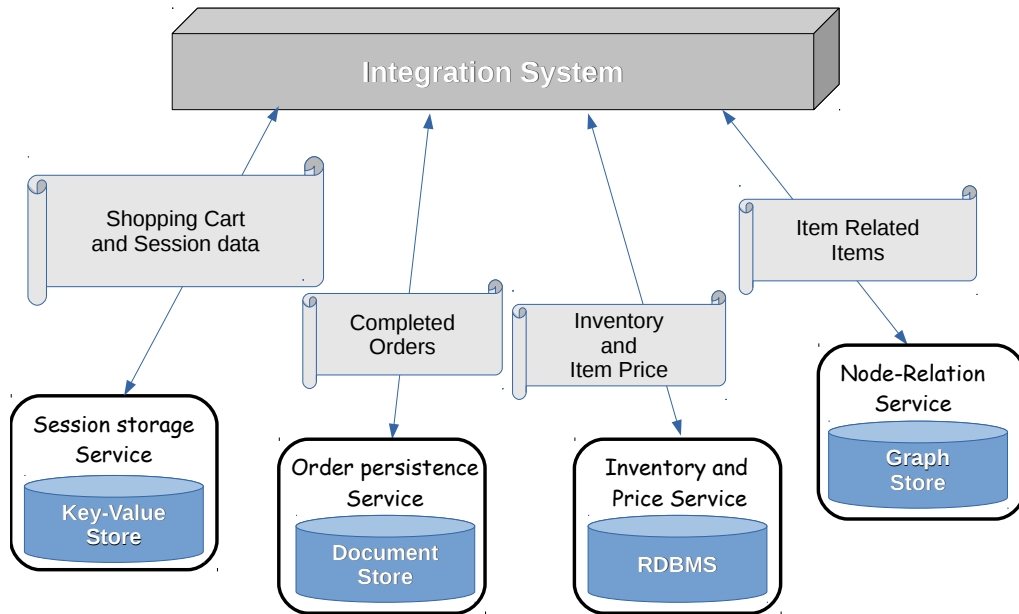 Integration System
Shopping Cart
and Session data
Item Related
Items
Completed
Orders
Inventory
and
Item Price
Session storage
Service
Key-Value
Store
Order persistence
Service
Document
Store
Inventory and
Price Service
RDBMS
Node-Relation
Service
Graph
Store